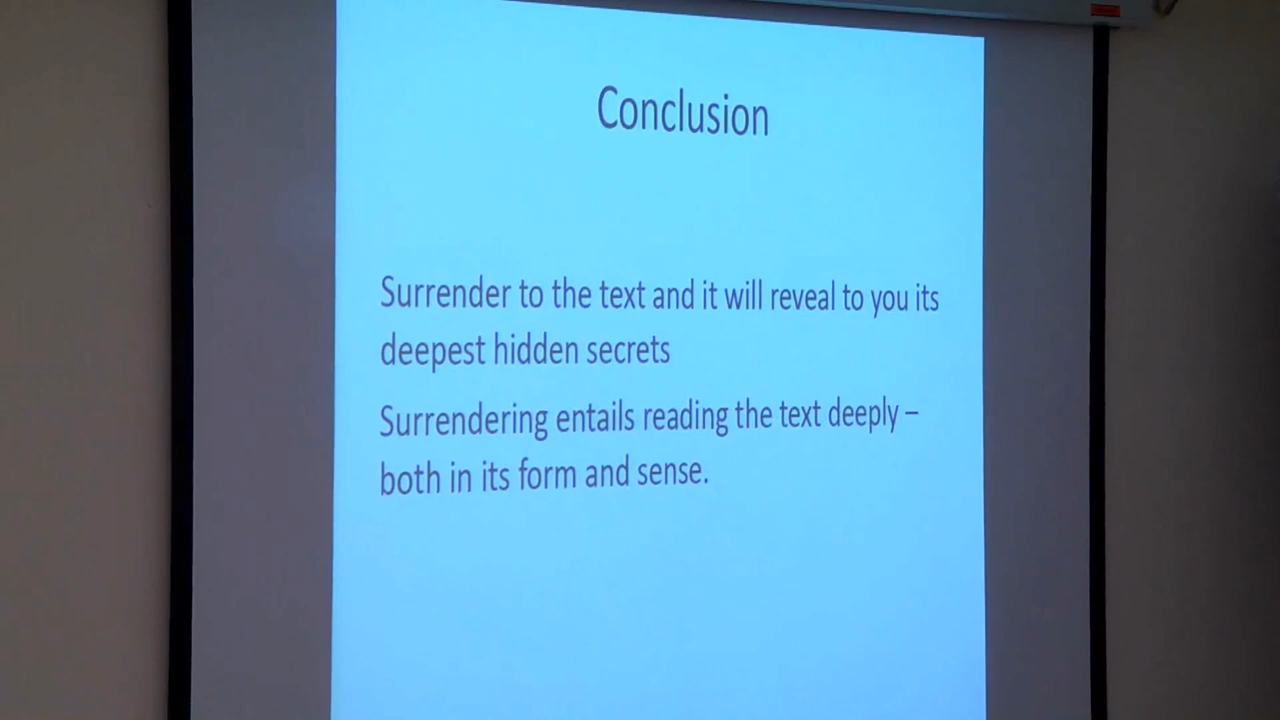 Conclusion
Surrender to the text and it will reveal to you its
deepest hidden secrets
Surrendering entails reading the text deeply –
both in its form and sense.